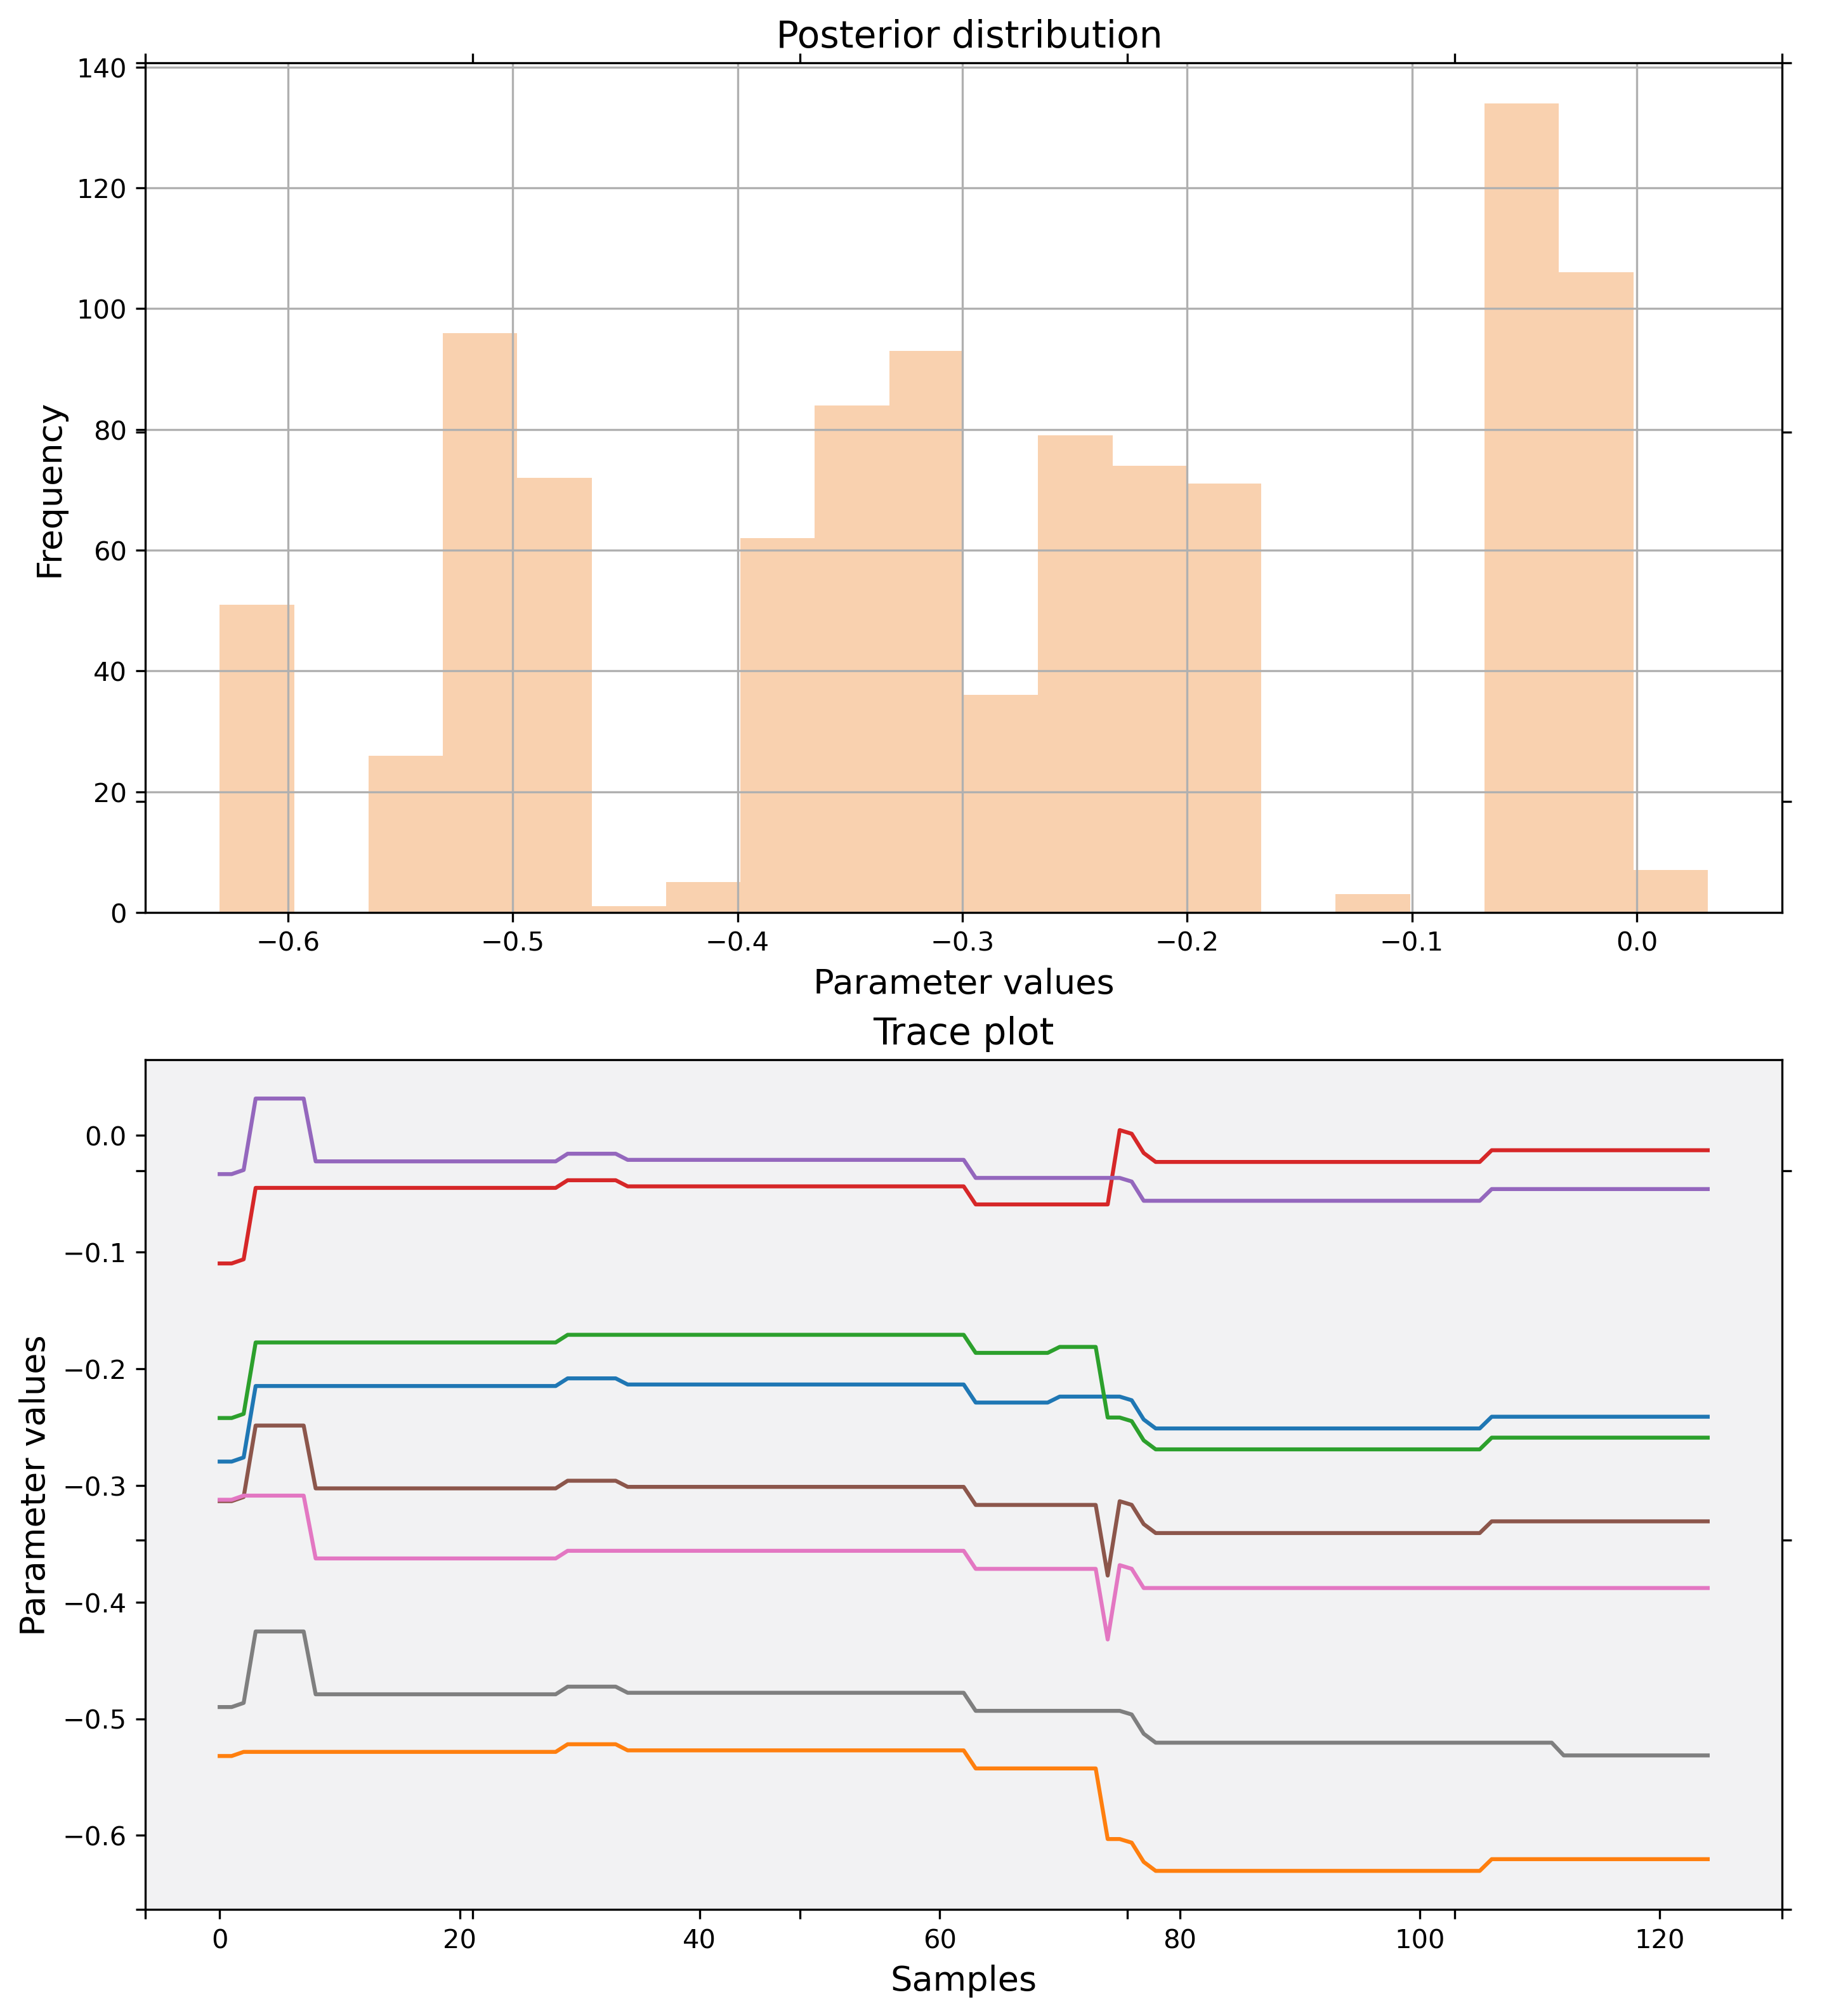 Posterior distribution
140
120
100
80
60
40
20
0
Frequency
−0.6 −0.5 −0.4 −0.3 −0.2 −0.1 0.0
Parameter values
Trace plot
0.0
−0.1
−0.2
−0.3
−0.4
−0.5
−0.6
Parameter values
0 20 40 60 80 100 120
Samples